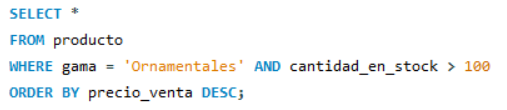 SELECT *
FROM producto
WHERE gama = 'Ornamentales' AND cantidad_en_stock > 100
ORDER BY precio_venta DESC;